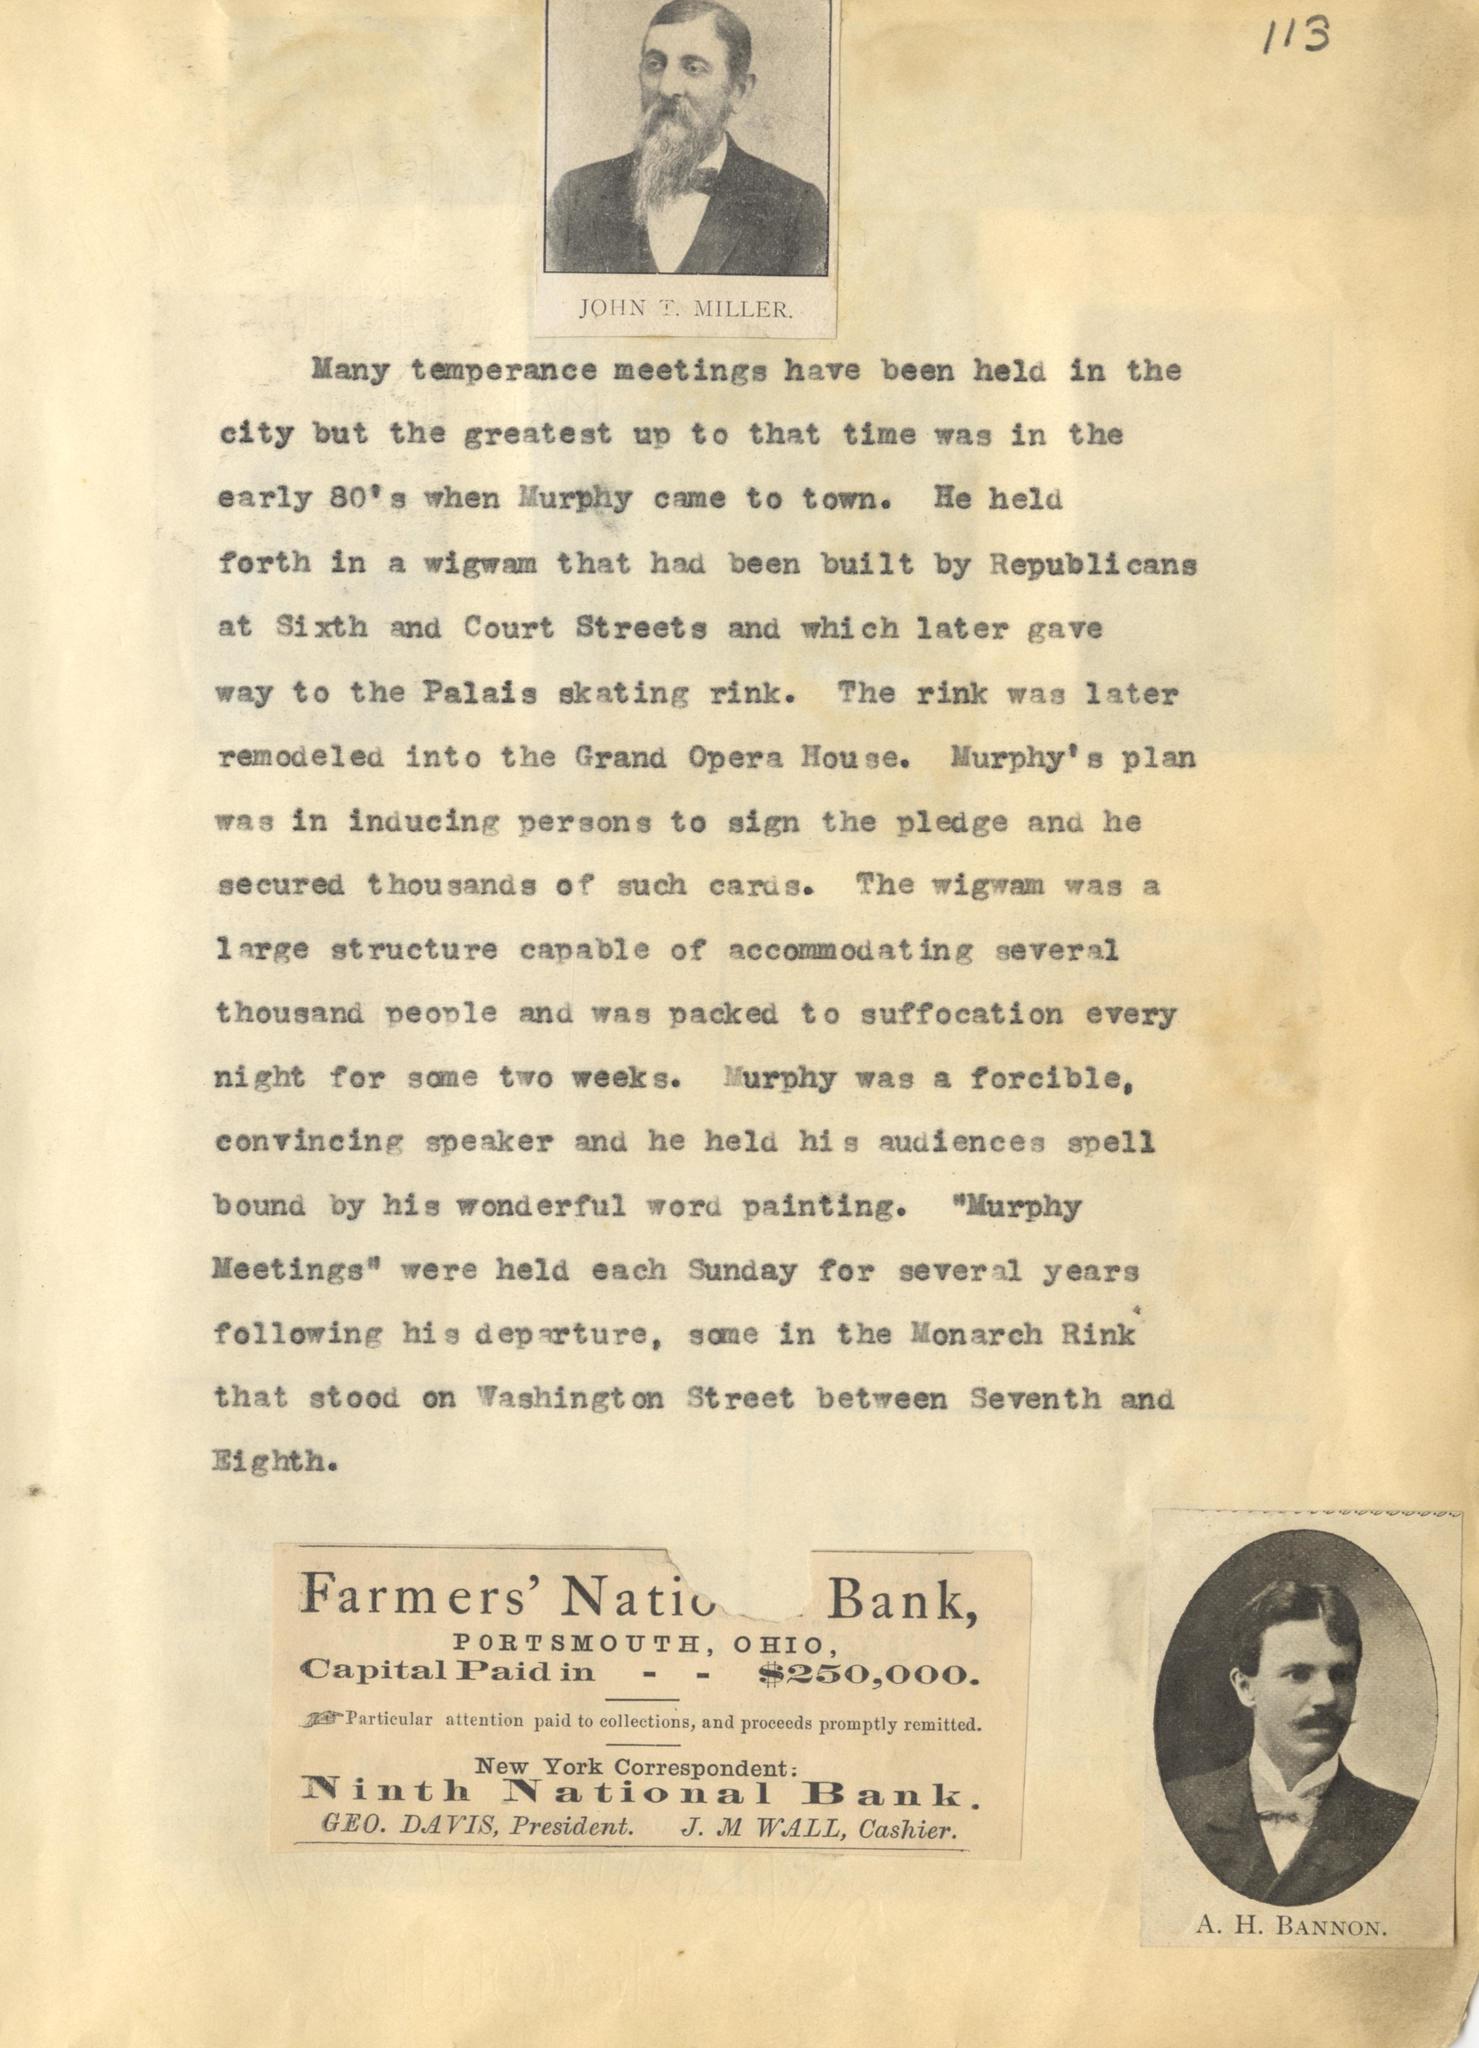 113
JOHN T. MILLER.
Many temperance meetings have been held in the
city but the greatest up to that time was in the
early 80's when Murphy came to town. He held
forth in a wigwam that had been built by Republicans
at Sixth and Court Streets and which later gave
way to the Palais skating rink. The rink was later
remodeled into the Grand Opera House. Murphy's plan
was in inducing persons to sign the pledge and he
secured thousands of such cards. The wigwam was a
large structure capable of accommodating several
thousand people and was packed to suffocation every
night for some two weeks. Murphy was a forcible,
convincing speaker and he held his audiences spell
bound by his wonderful word painting. "Murphy
Meetings" were held each Sunday for several years
following his departure, some in the Monarch Rink
that stood on Washington Street between Seventh and
Eighth.
Farmers' Natio Bank,
PORTSMOUTH, OHIO,
Capital Paid in - - $250,000.
Particular attention paid to collections, and proceeds promptly remitted.
New York Correspondent:
Ninth National Bank.
GEO. DAVIS, President. J. M WALL, Cashier.
A. H. BANNON.